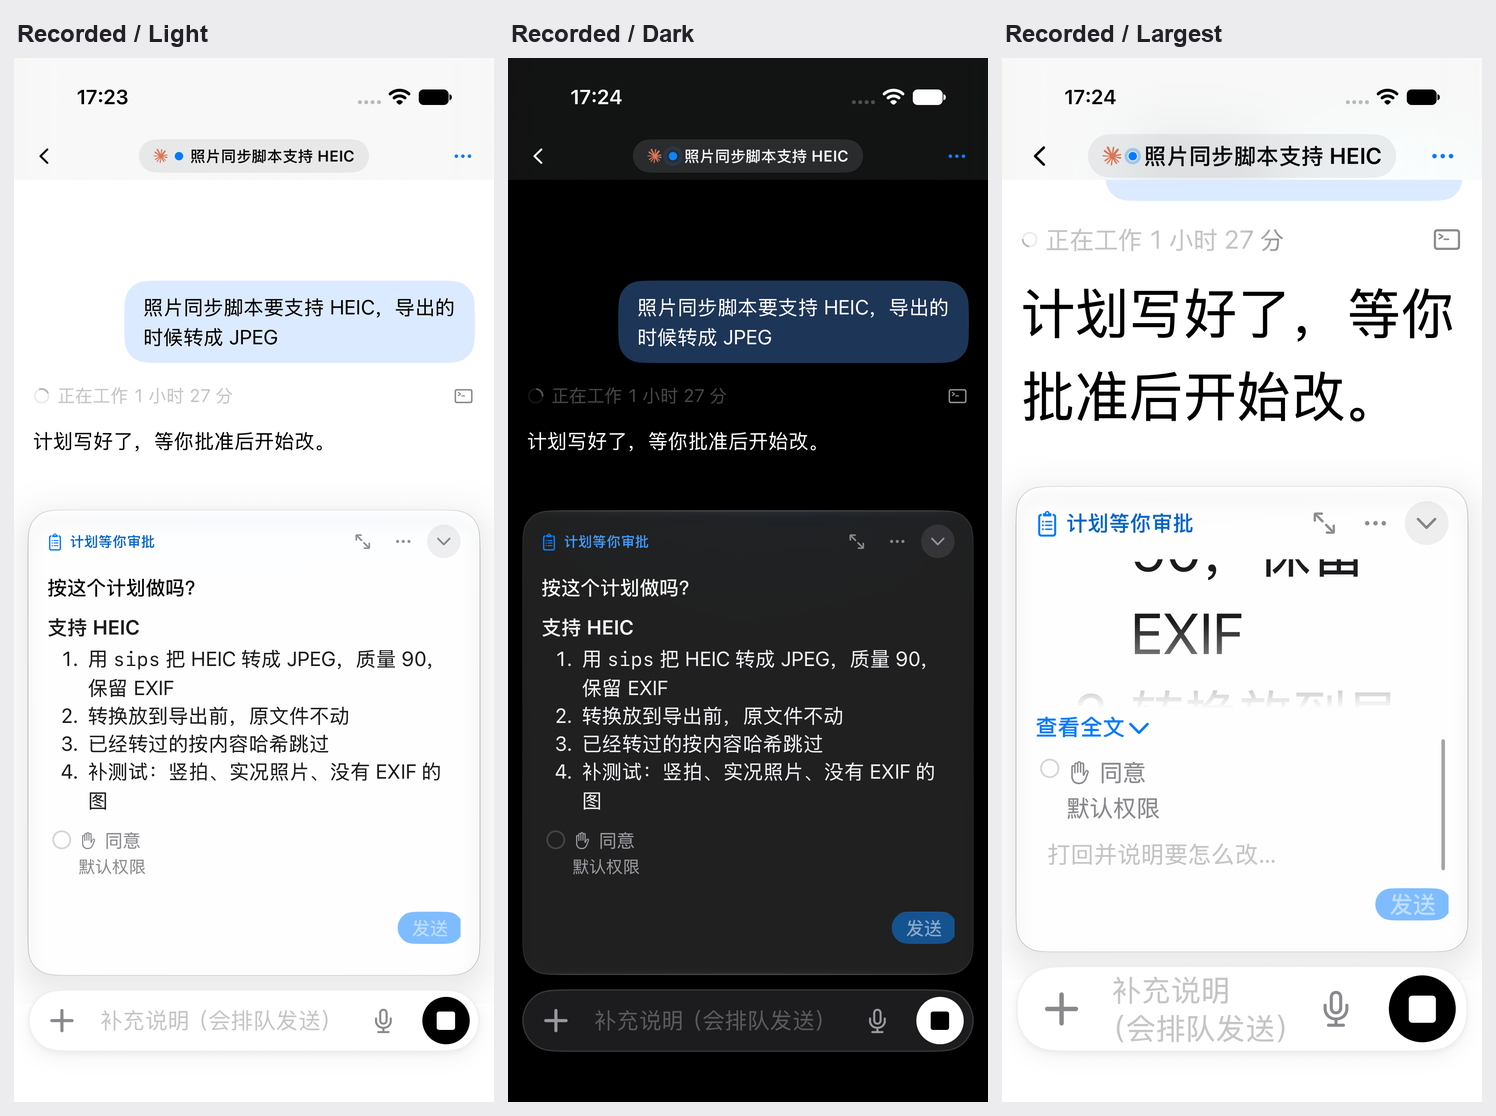 Recorded / Light
17:23
照片同步脚本支持 HEIC
照片同步脚本要支持 HEIC，导出的
时候转成 JPEG
正在工作 1 小时 27 分
计划写好了，等你批准后开始改。
计划等你审批
按这个计划做吗？
支持 HEIC
1. 用 sips 把 HEIC 转成 JPEG，质量 90，
保留 EXIF
2. 转换放到导出前，原文件不动
3. 已经转过的按内容哈希跳过
4. 补测试：竖拍、实况照片、没有 EXIF 的
图
同意
默认权限
发送
补充说明（会排队发送）
Recorded / Dark
17:24
照片同步脚本支持 HEIC
照片同步脚本要支持 HEIC，导出的
时候转成 JPEG
正在工作 1 小时 27 分
计划写好了，等你批准后开始改。
计划等你审批
按这个计划做吗？
支持 HEIC
1. 用 sips 把 HEIC 转成 JPEG，质量 90，
保留 EXIF
2. 转换放到导出前，原文件不动
3. 已经转过的按内容哈希跳过
4. 补测试：竖拍、实况照片、没有 EXIF 的
图
同意
默认权限
发送
补充说明（会排队发送）
Recorded / Largest
17:24
照片同步脚本支持 HEIC
正在工作 1 小时 27 分
计划写好了，等你
批准后开始改。
计划等你审批
EXIF
查看全文
同意
默认权限
打回并说明要怎么改...
发送
补充说明
（会排队发送）